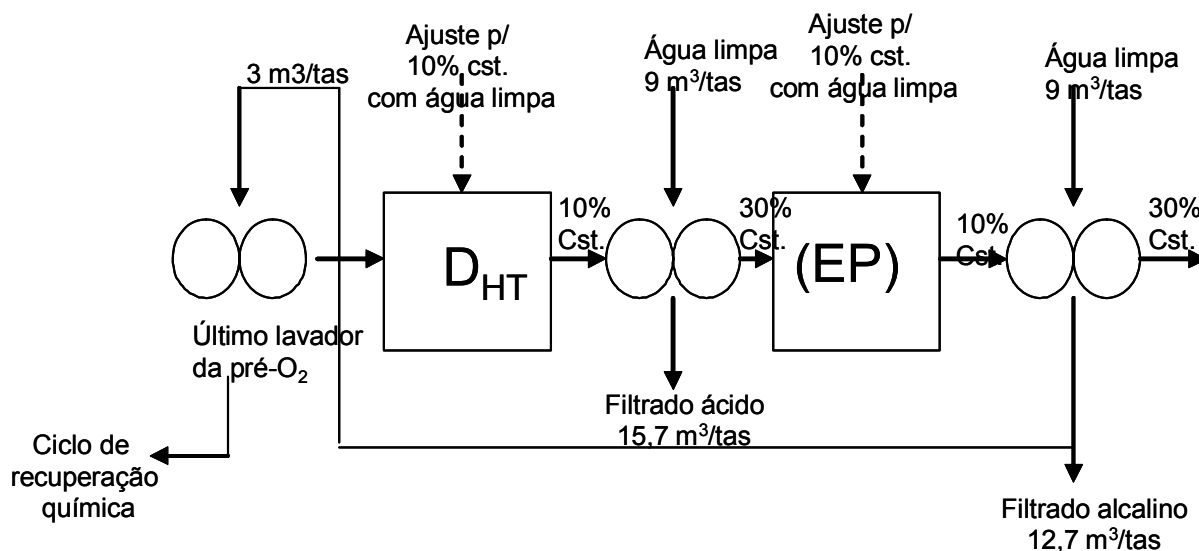 3 m3/tas
Ajuste p/
10% cst.
com água limpa
Água limpa
9 m³/tas
Ajuste p/
10% cst.
com água limpa
Água limpa
9 m³/tas
D_HT
10%
Cst.
30%
Cst.
(EP)
10%
Cst.
30%
Cst.
Último lavador
da pré-O₂
Filtrado ácido
15,7 m³/tas
Ciclo de
recuperação
química
Filtrado alcalino
12,7 m³/tas